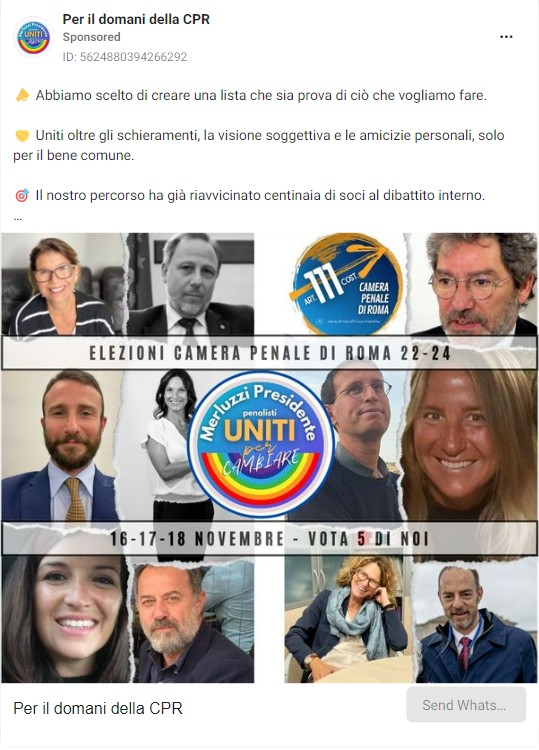 Per il domani della CPR
Sponsored
ID: 5624880394266292
📣 Abbiamo scelto di creare una lista che sia prova di ciò che vogliamo fare.
🤝 Uniti oltre gli schieramenti, la visione soggettiva e le amicizie personali, solo
per il bene comune.
🎯 Il nostro percorso ha già riavvicinato centinaia di soci al dibattito interno.
...
ART. 111 COST.
CAMERA
PENALE
DI ROMA
ELEZIONI CAMERA PENALE DI ROMA 22-24
Merluzzi Presidente
penalisti
UNITI
per
CAMBIARE
16-17-18 NOVEMBRE - VOTA 5 DI NOI
Per il domani della CPR
Send Whats...